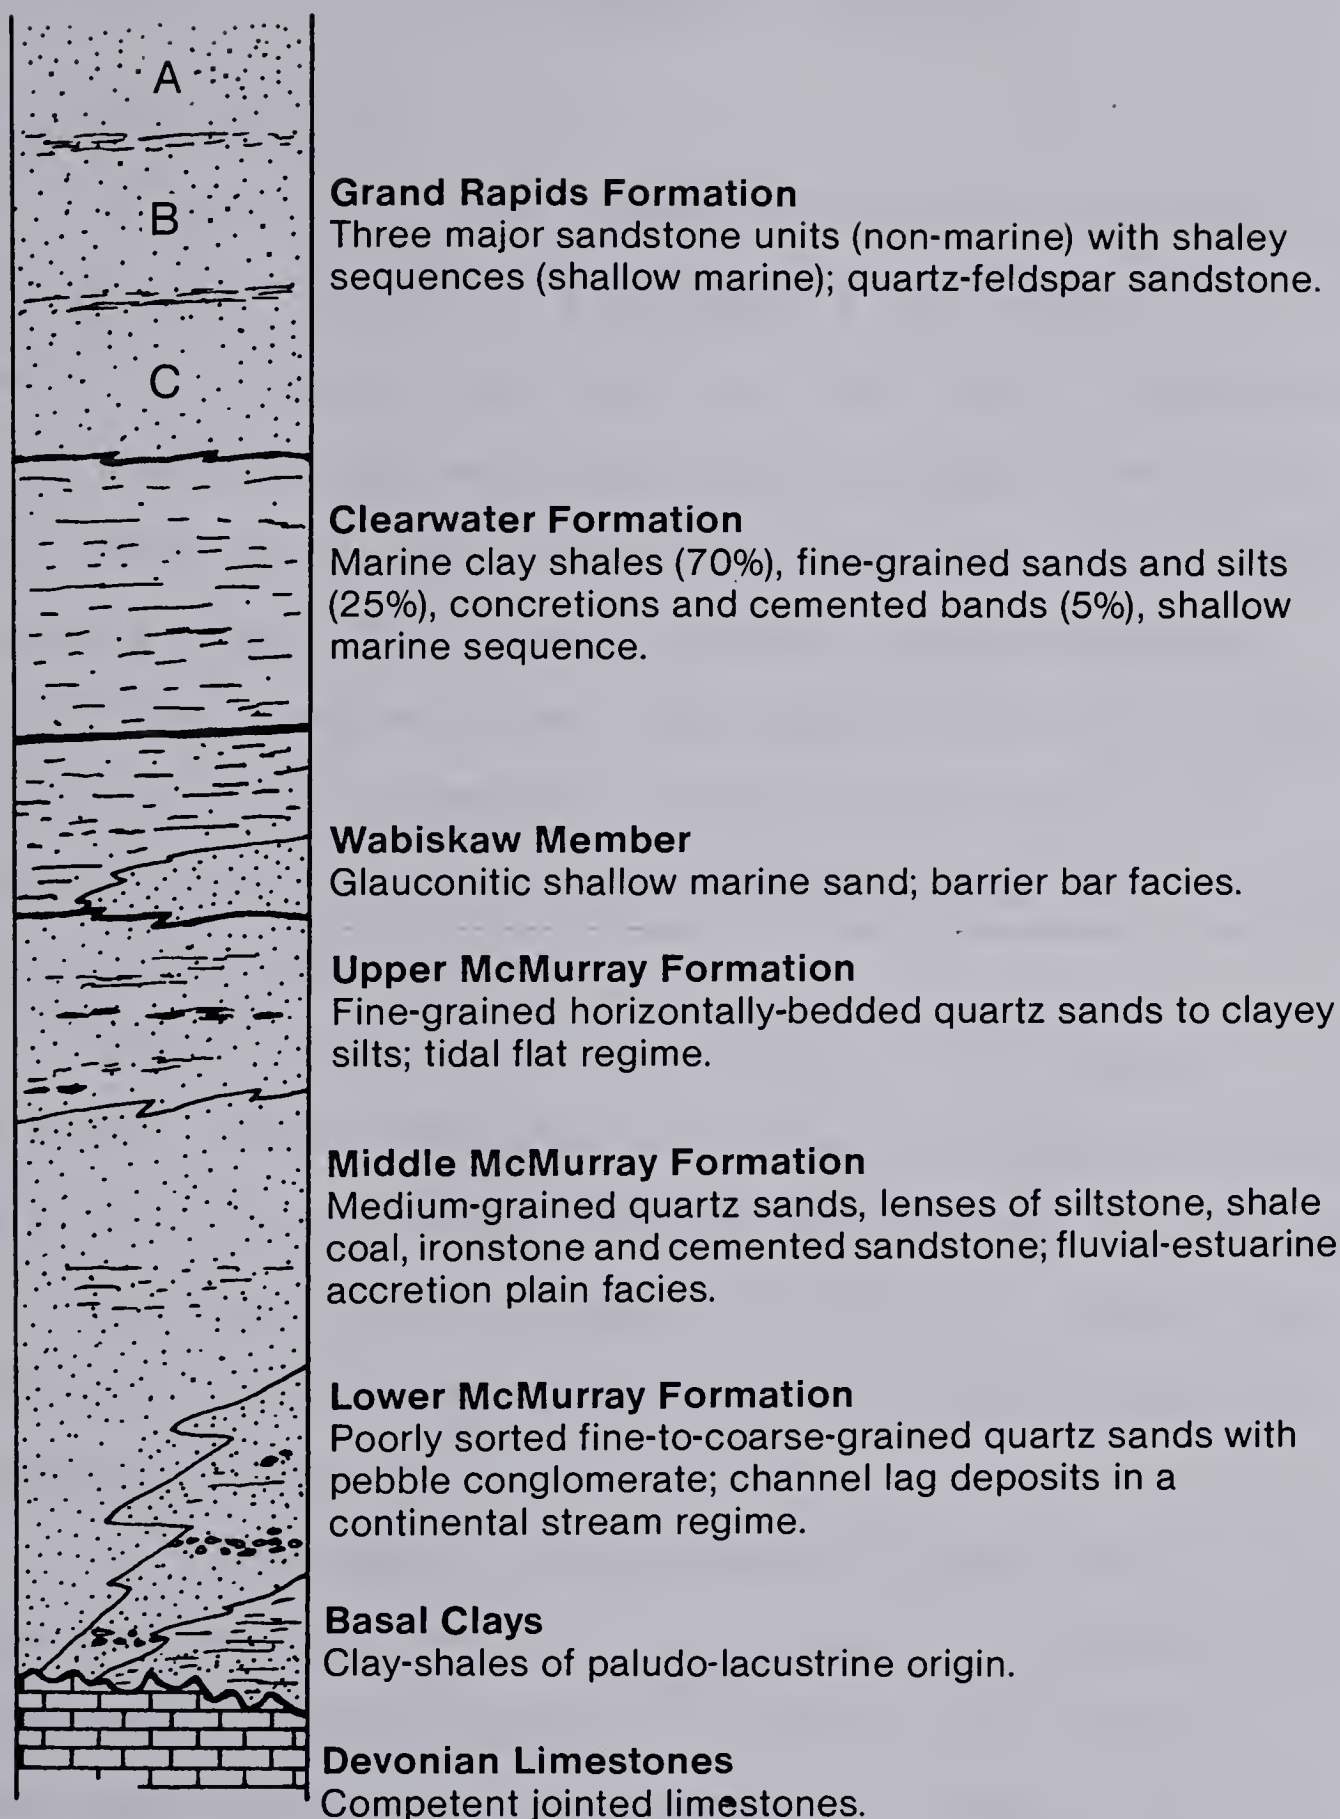 A
B
C
Grand Rapids Formation
Three major sandstone units (non-marine) with shaley
sequences (shallow marine); quartz-feldspar sandstone.
Clearwater Formation
Marine clay shales (70%), fine-grained sands and silts
(25%), concretions and cemented bands (5%), shallow
marine sequence.
Wabiskaw Member
Glauconitic shallow marine sand; barrier bar facies.
Upper McMurray Formation
Fine-grained horizontally-bedded quartz sands to clayey
silts; tidal flat regime.
Middle McMurray Formation
Medium-grained quartz sands, lenses of siltstone, shale
coal, ironstone and cemented sandstone; fluvial-estuarine
accretion plain facies.
Lower McMurray Formation
Poorly sorted fine-to-coarse-grained quartz sands with
pebble conglomerate; channel lag deposits in a
continental stream regime.
Basal Clays
Clay-shales of paludo-lacustrine origin.
Devonian Limestones
Competent jointed limestones.